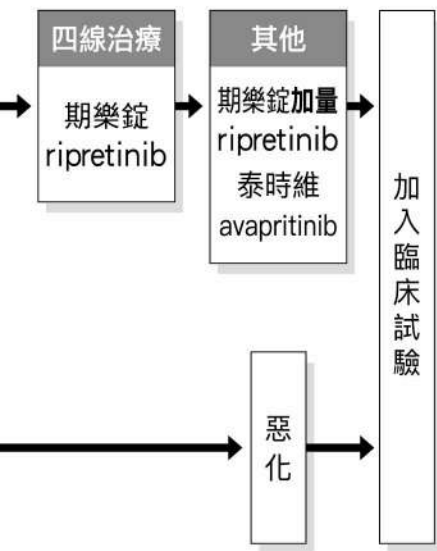 四線治療
期樂錠
ripretinib
其他
期樂錠加量
ripretinib
泰時維
avapritinib
惡化
加入臨床試驗